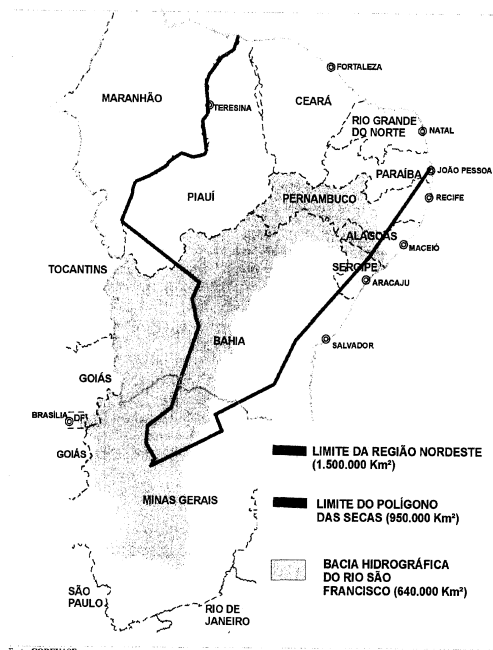 FORTALEZA
MARANHÃO
TERESINA
CEARÁ
RIO GRANDE
DO NORTE
NATAL
PARAÍBA
JOÃO PESSOA
PIAUÍ
PERNAMBUCO
RECIFE
ALAGOAS
MACEIÓ
TOCANTINS
SERGIPE
ARACAJU
BAHIA
SALVADOR
GOIÁS
BRASÍLIA
DF
GOIÁS
LIMITE DA REGIÃO NORDESTE
(1.500.000 Km²)
MINAS GERAIS
LIMITE DO POLÍGONO
DAS SECAS (950.000 Km²)
BACIA HIDROGRÁFICA
DO RIO SÃO
FRANCISCO (640.000 Km²)
SÃO
PAULO
RIO DE
JANEIRO